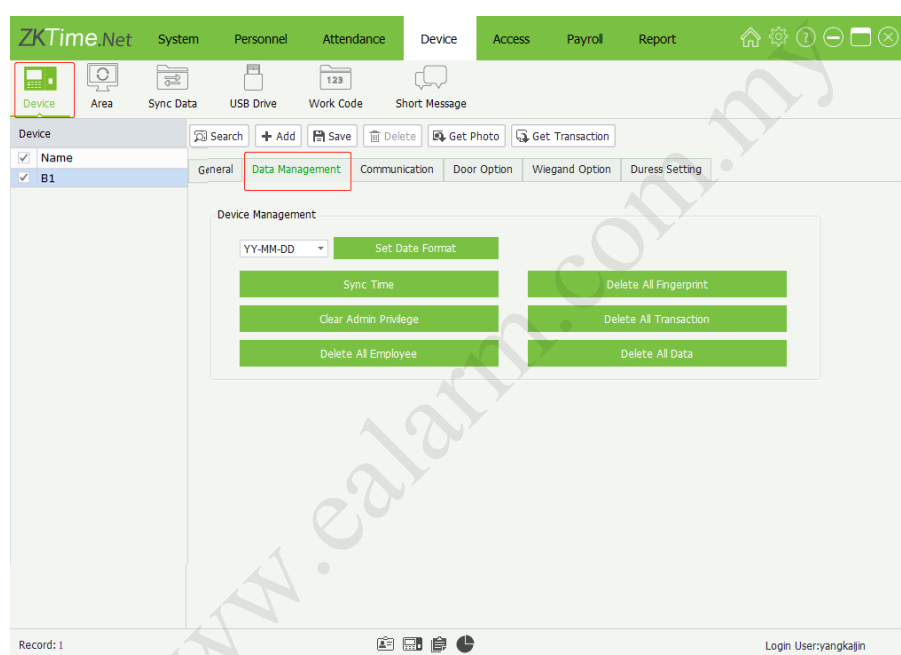 ZKTime.Net System Personnel Attendance Device Access Payroll Report
123
Device Area Sync Data USB Drive Work Code Short Message
Device Search Add Save Delete Get Photo Get Transaction
Name
General Data Management Communication Door Option Wiegand Option Duress Setting
B1
Device Management
YY-MM-DD Set Date Format
Sync Time Delete All Fingerprint
Clear Admin Privilege Delete All Transaction
Delete All Employee Delete All Data
www.ealarm.com.my
Record: 1 Login User:yangkaijin